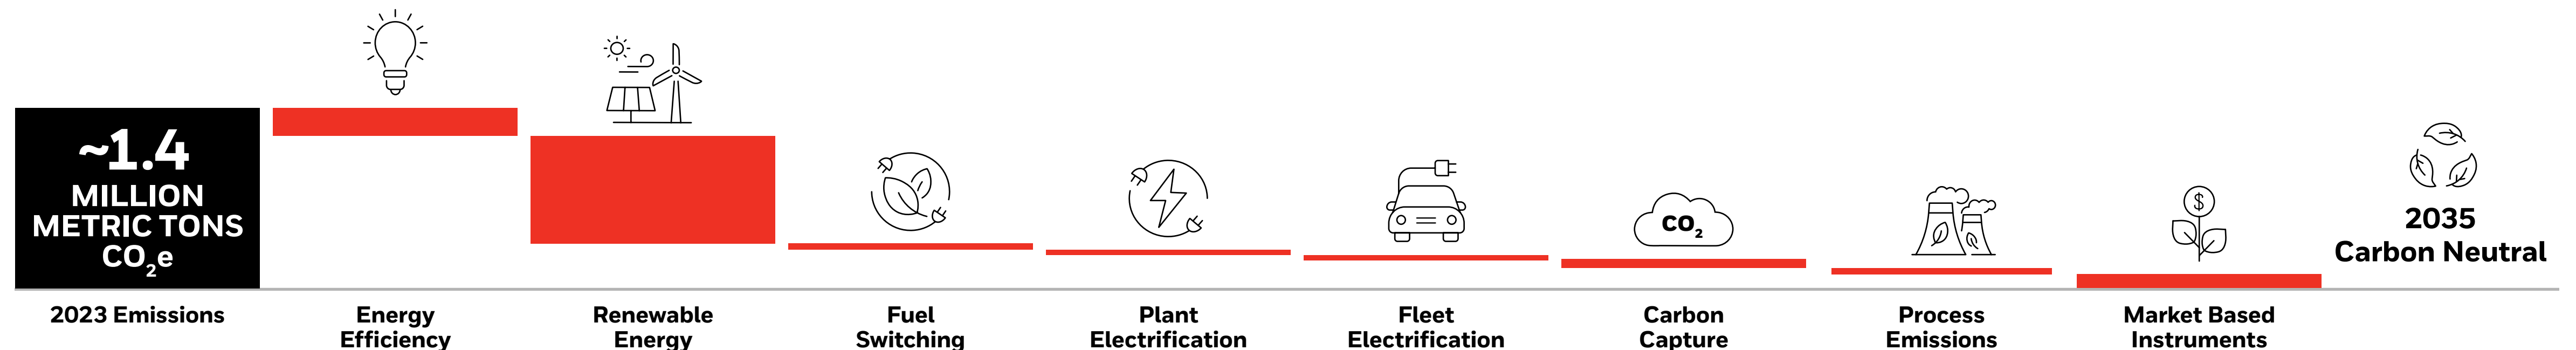 ~1.4
MILLION
METRIC TONS
CO₂e
2023 Emissions
Energy
Efficiency
Renewable
Energy
Fuel
Switching
Plant
Electrification
Fleet
Electrification
CO₂
Carbon
Capture
Process
Emissions
$
Market Based
Instruments
2035
Carbon Neutral